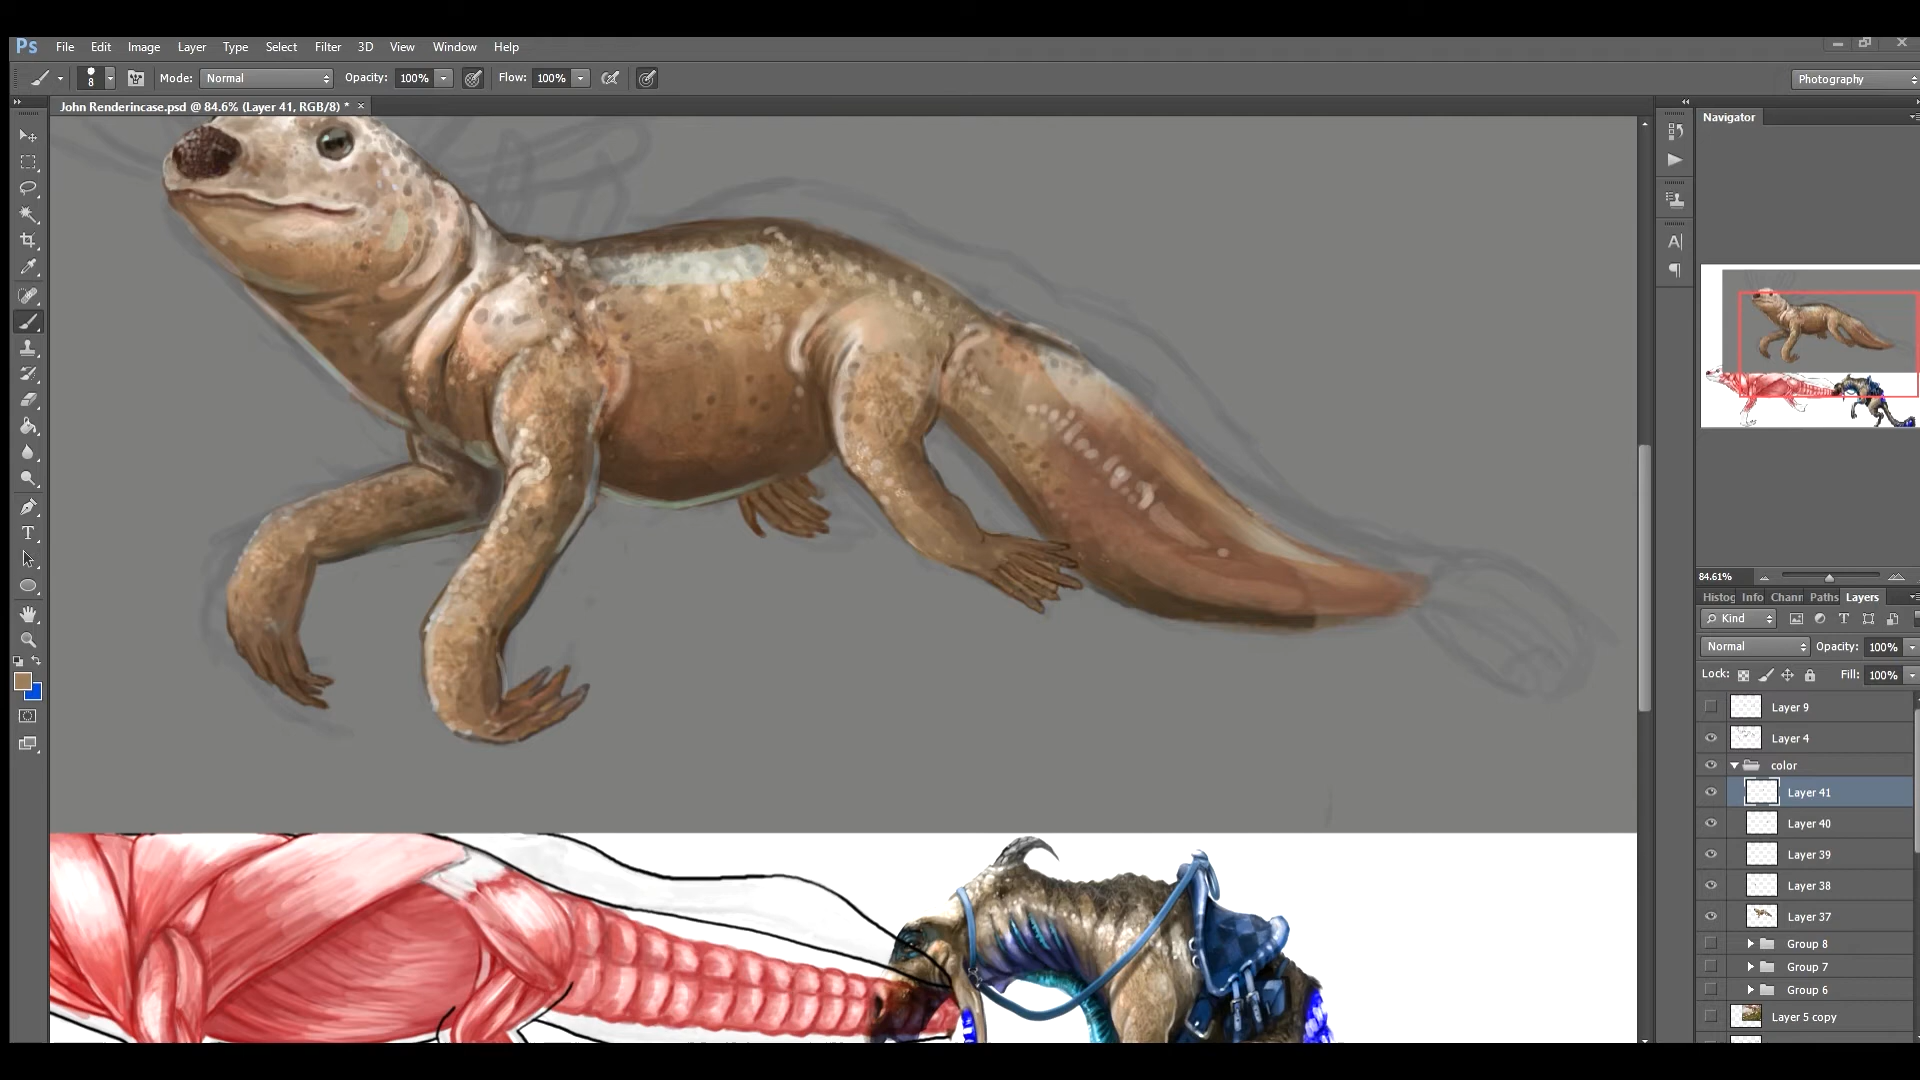 Ps File Edit Image Layer Type Select Filter 3D View Window Help
8 Mode: Normal Opacity: 100% Flow: 100% Photography
John Renderincase.psd @ 84.6% (Layer 41, RGB/8) *
Navigator
84.61%
Histog Info Chann Paths Layers
Kind
Normal Opacity: 100%
Lock: Fill: 100%
Layer 9
Layer 4
color
Layer 41
Layer 40
Layer 39
Layer 38
Layer 37
Group 8
Group 7
Group 6
Layer 5 copy